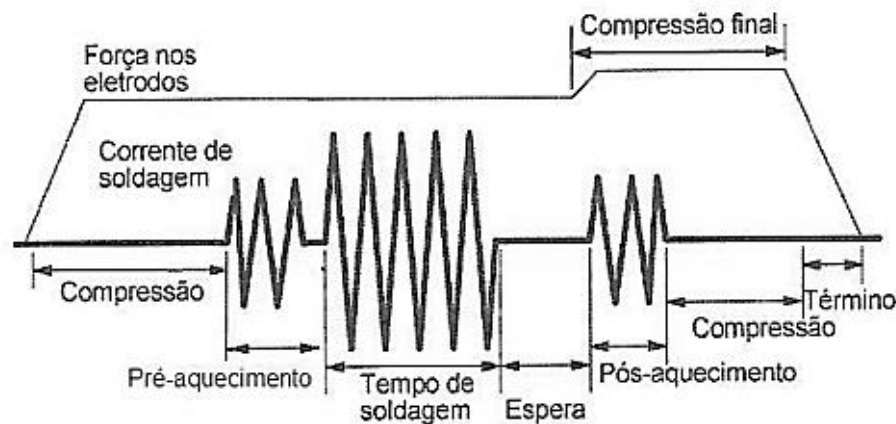 Compressão final
Força nos
eletrodos
Corrente de
soldagem
Compressão
Término
Compressão
Pré-aquecimento
Tempo de
soldagem
Espera
Pós-aquecimento